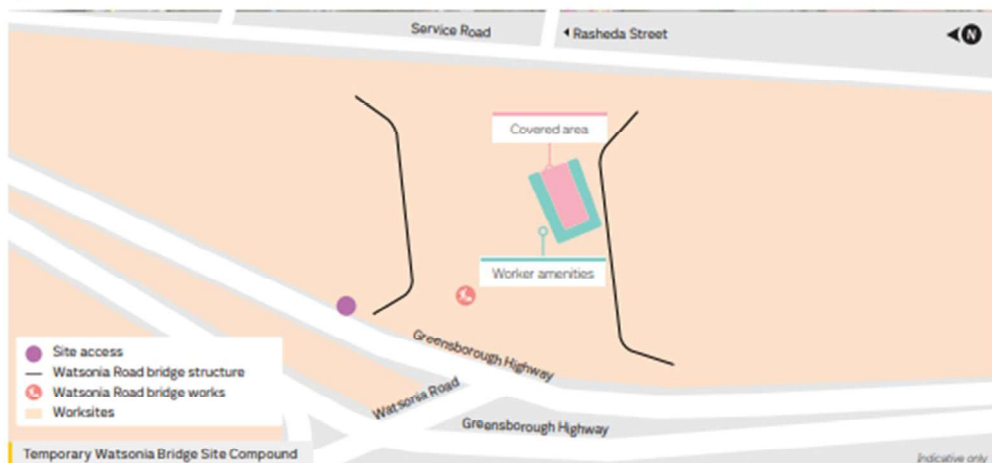 Service Road
Rasheda Street
N
Covered area
Worker amenities
Greensborough Highway
Watsonia Road
Greensborough Highway
Site access
Watsonia Road bridge structure
Watsonia Road bridge works
Worksites
Temporary Watsonia Bridge Site Compound
Indicative only